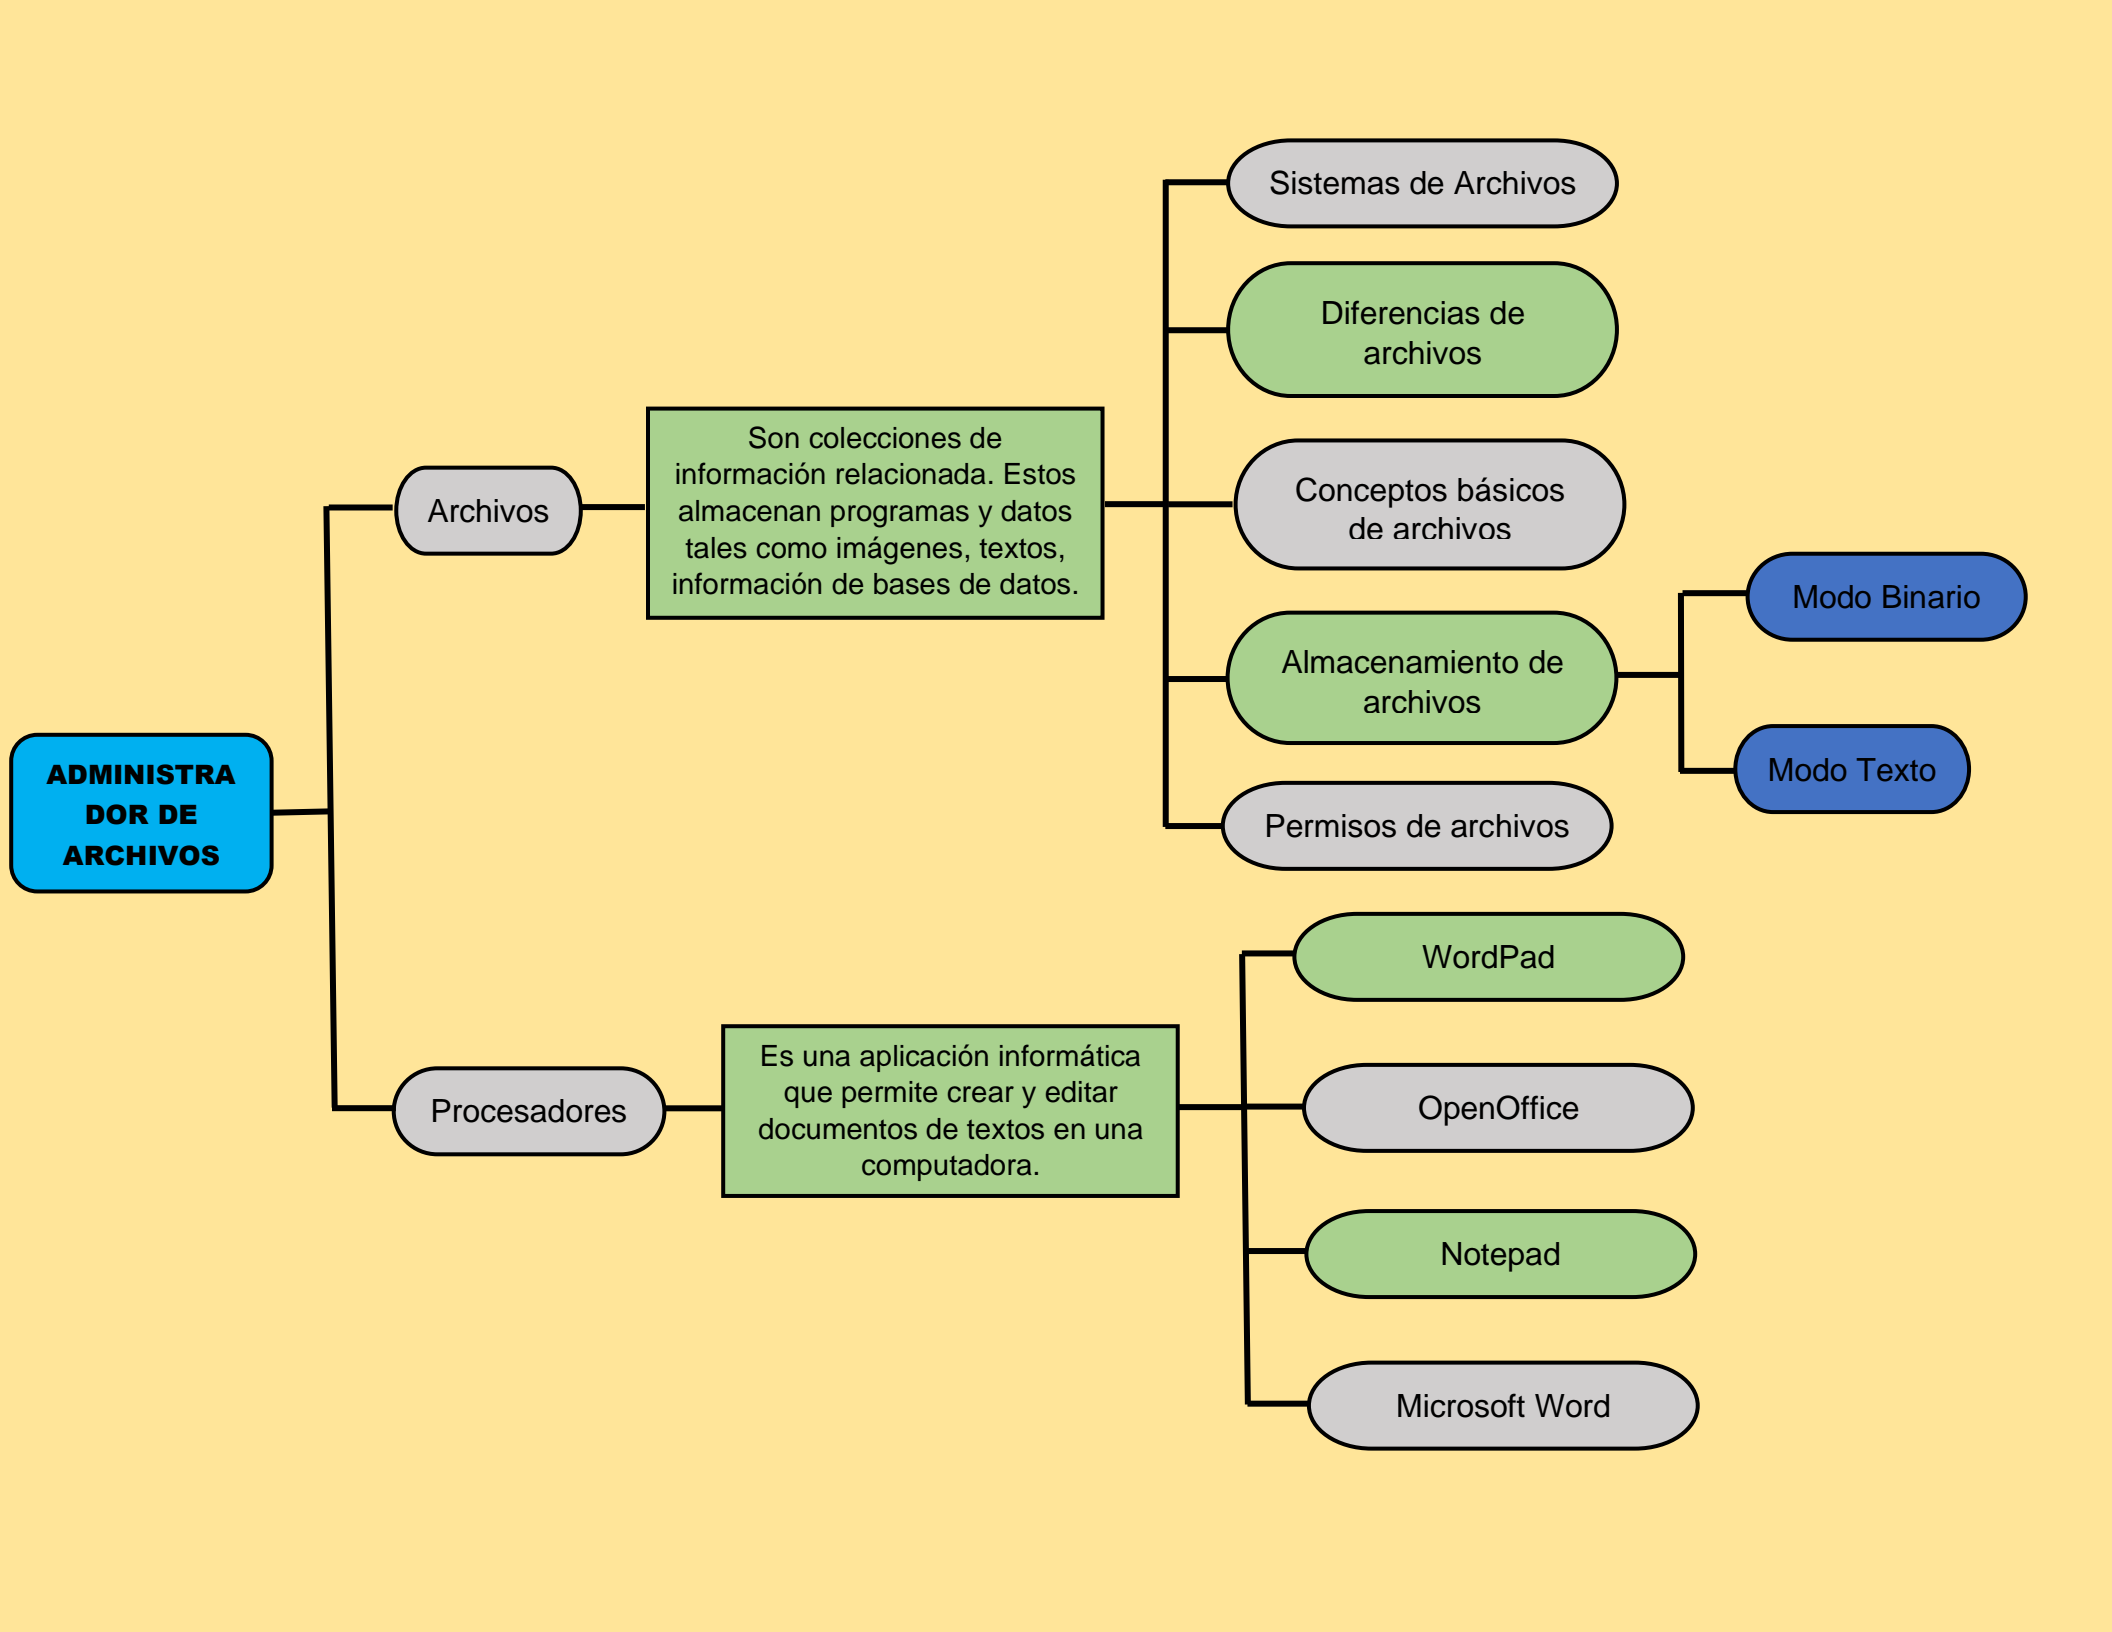 ADMINISTRA
DOR DE
ARCHIVOS
Archivos
Son colecciones de
información relacionada. Estos
almacenan programas y datos
tales como imágenes, textos,
información de bases de datos.
Sistemas de Archivos
Diferencias de
archivos
Conceptos básicos
de archivos
Almacenamiento de
archivos
Modo Binario
Modo Texto
Permisos de archivos
Procesadores
Es una aplicación informática
que permite crear y editar
documentos de textos en una
computadora.
WordPad
OpenOffice
Notepad
Microsoft Word